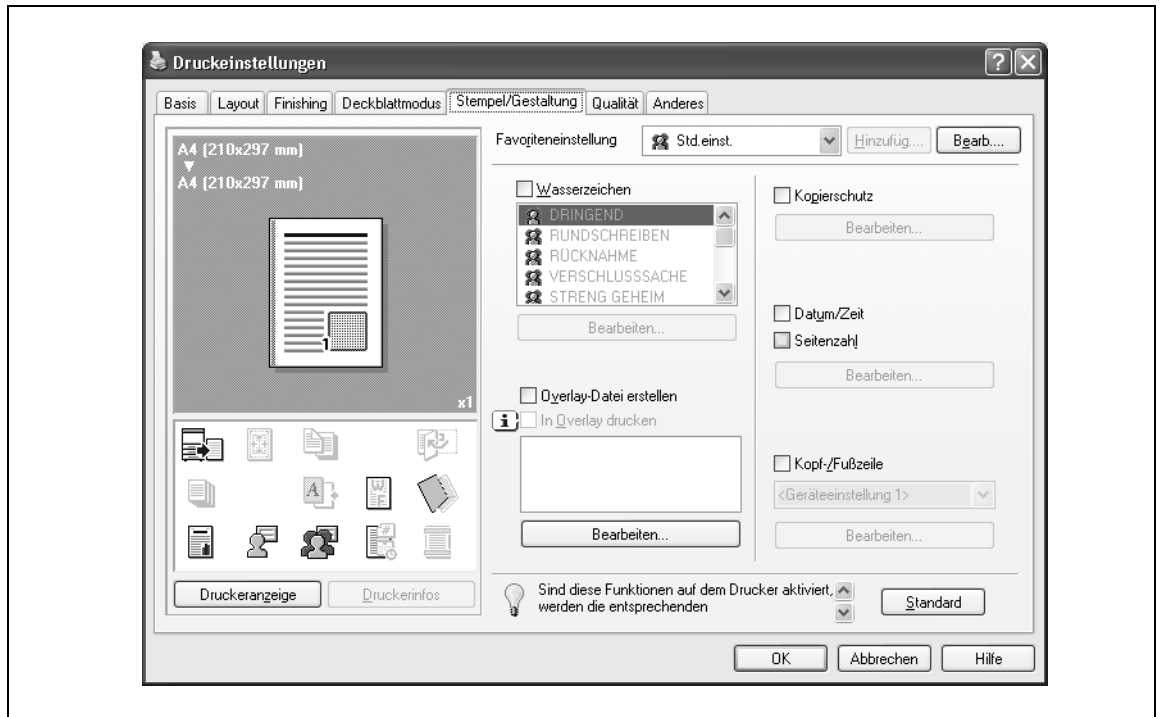 Druckeinstellungen
Basis Layout Finishing Deckblattmodus Stempel/Gestaltung Qualität Anderes
A4 (210x297 mm)
A4 (210x297 mm)
1
x1
Druckeranzeige Druckerinfos
Favoriteneinstellung Std.einst. Hinzufüg.... Bearb....
Wasserzeichen
DRINGEND
RUNDSCHREIBEN
RÜCKNAHME
VERSCHLUSSSACHE
STRENG GEHEIM
Bearbeiten...
Overlay-Datei erstellen
In Overlay drucken
Bearbeiten...
Kopierschutz
Bearbeiten...
Datum/Zeit
Seitenzahl
Bearbeiten...
Kopf-/Fußzeile
<Geräteeinstellung 1>
Bearbeiten...
Sind diese Funktionen auf dem Drucker aktiviert,
werden die entsprechenden
Standard
OK Abbrechen Hilfe